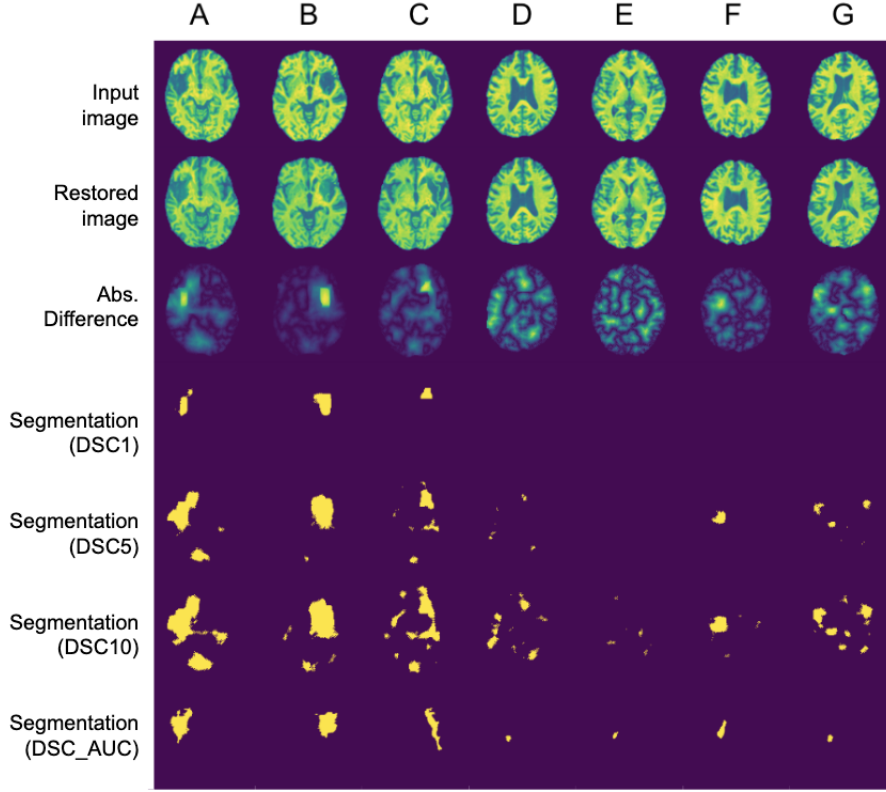 A B C D E F G
Input
image
Restored
image
Abs.
Difference
Segmentation
(DSC1)
Segmentation
(DSC5)
Segmentation
(DSC10)
Segmentation
(DSC_AUC)